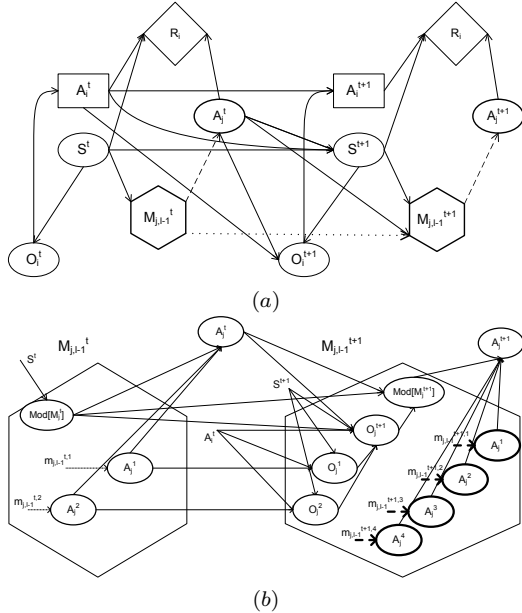 R_i R_i
A_i^t A_i^{t+1}
A_j^t A_j^{t+1}
S^t S^{t+1}
M_{j,l-1}^t M_{j,l-1}^{t+1}
O_i^t O_i^{t+1}
(a)
M_{j,l-1}^t A_j^t M_{j,l-1}^{t+1} A_j^{t+1}
S^t S^{t+1}
Mod[M_j^t] Mod[M_j^{t+1}]
A_i^t O_j^{t+1}
m_{j,l-1}^{t,1} A_j^1 O_j^1 m_{j,l-1}^{t+1,1} A_j^1
m_{j,l-1}^{t+1,2} A_j^2
m_{j,l-1}^{t,2} A_j^2 O_j^2 m_{j,l-1}^{t+1,3} A_j^3
m_{j,l-1}^{t+1,4} A_j^4
(b)